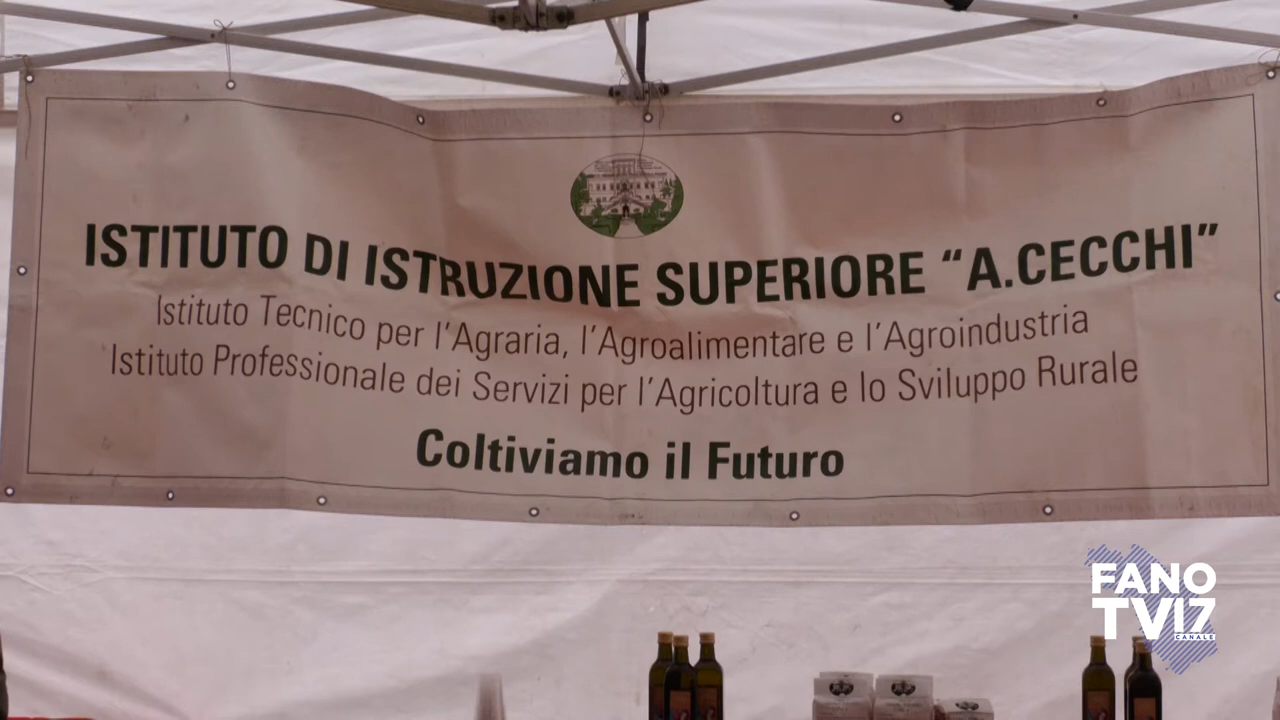 ISTITUTO DI ISTRUZIONE SUPERIORE “A.CECCHI”
Istituto Tecnico per l’Agraria, l’Agroalimentare e l’Agroindustria
Istituto Professionale dei Servizi per l’Agricoltura e lo Sviluppo Rurale
Coltiviamo il Futuro
FANO
TV17
CANALE